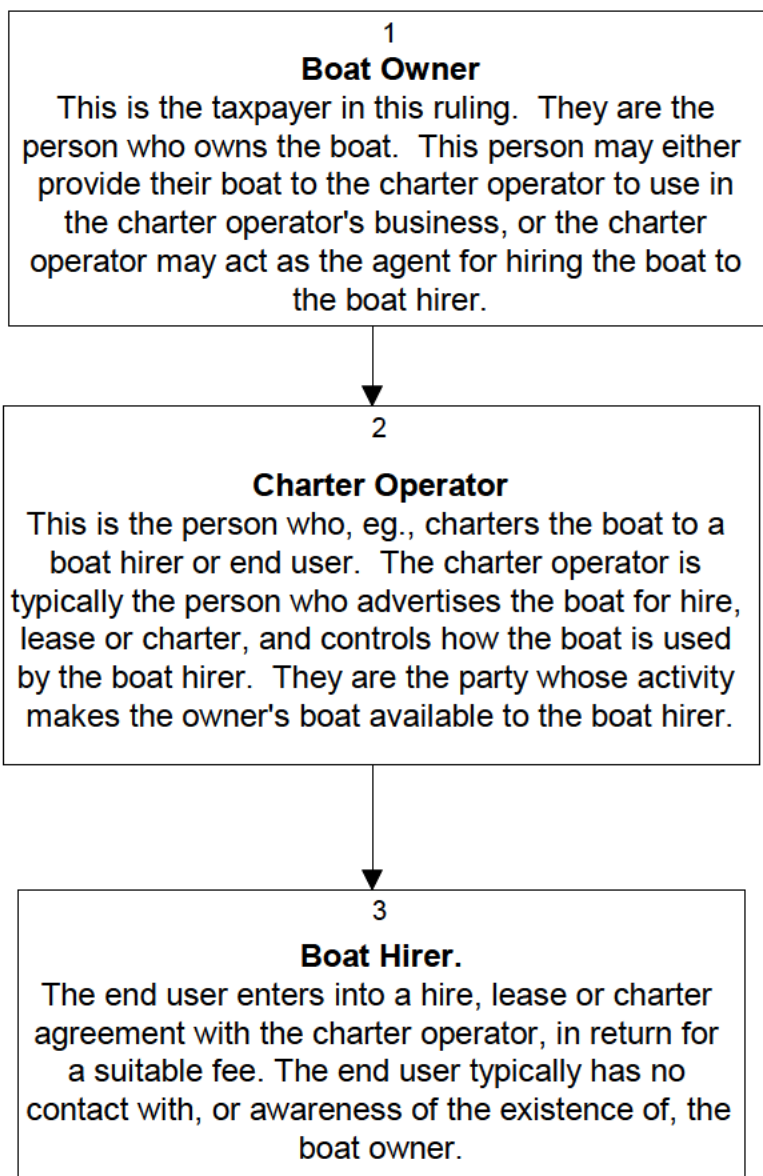 1
Boat Owner
This is the taxpayer in this ruling.  They are the
person who owns the boat.  This person may either
provide their boat to the charter operator to use in
the charter operator's business, or the charter
operator may act as the agent for hiring the boat to
the boat hirer.
2
Charter Operator
This is the person who, eg., charters the boat to a
boat hirer or end user.  The charter operator is
typically the person who advertises the boat for hire,
lease or charter, and controls how the boat is used
by the boat hirer.  They are the party whose activity
makes the owner's boat available to the boat hirer.
3
Boat Hirer.
The end user enters into a hire, lease or charter
agreement with the charter operator, in return for
a suitable fee. The end user typically has no
contact with, or awareness of the existence of, the
boat owner.